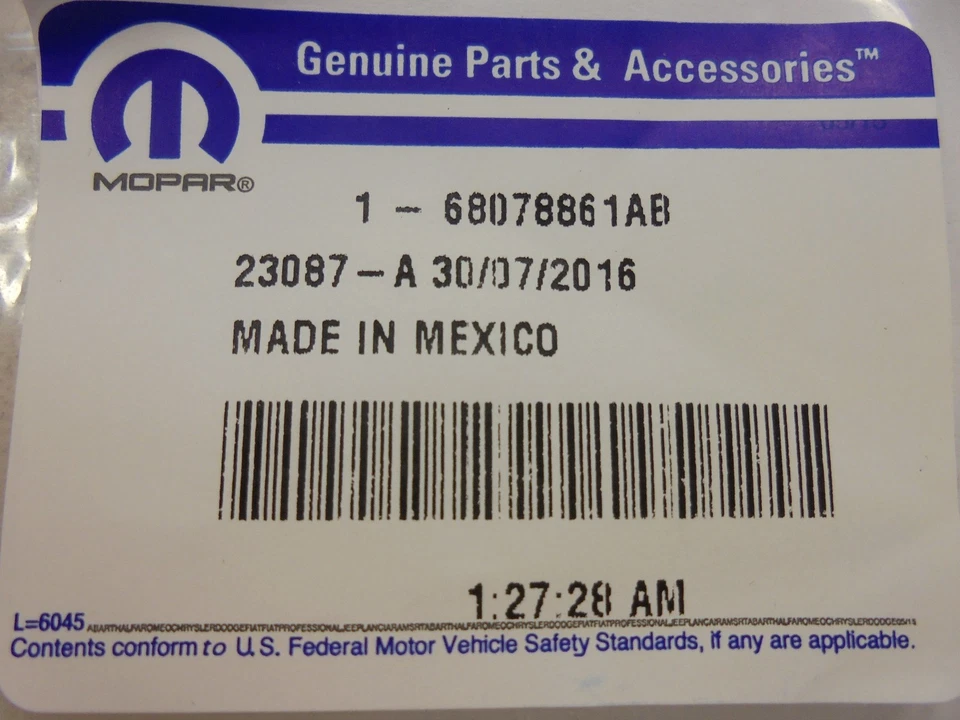 Genuine Parts & Accessories™
MOPAR®
1 - 68078861AB
23087-A 30/07/2016
MADE IN MEXICO
1:27:28 AM
L=6045
Contents conform to U.S. Federal Motor Vehicle Safety Standards, if any are applicable.